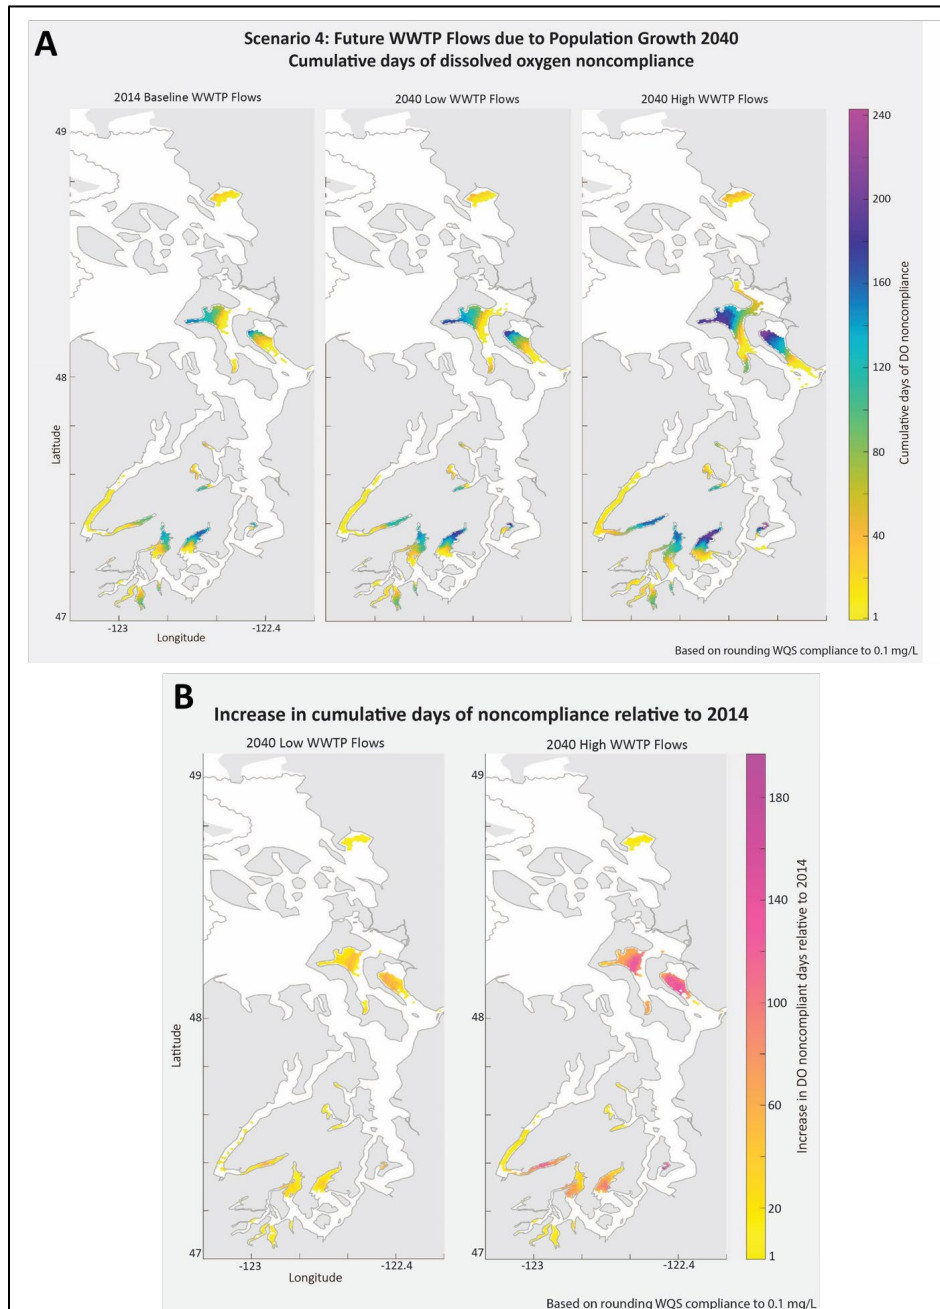 A
Scenario 4: Future WWTP Flows due to Population Growth 2040
Cumulative days of dissolved oxygen noncompliance
2014 Baseline WWTP Flows
2040 Low WWTP Flows
2040 High WWTP Flows
49
48
47
Latitude
-123
-122.4
Longitude
240
200
160
120
80
40
1
Cumulative days of DO noncompliance
Based on rounding WQS compliance to 0.1 mg/L
B
Increase in cumulative days of noncompliance relative to 2014
2040 Low WWTP Flows
2040 High WWTP Flows
49
48
47
Latitude
-123
-122.4
Longitude
49
48
47
-123
-122.4
180
140
100
60
20
1
Increase in DO noncompliant days relative to 2014
Based on rounding WQS compliance to 0.1 mg/L